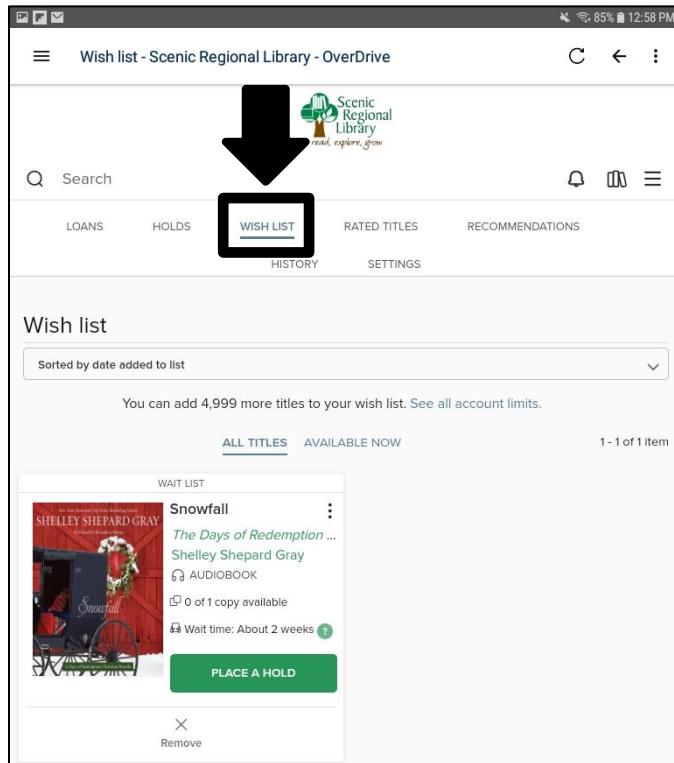 85% 12:58 PM
Wish list - Scenic Regional Library - OverDrive
Scenic
Regional
Library
read, explore, grow
Search
LOANS HOLDS WISH LIST RATED TITLES RECOMMENDATIONS
HISTORY SETTINGS
Wish list
Sorted by date added to list
You can add 4,999 more titles to your wish list. See all account limits.
ALL TITLES AVAILABLE NOW 1 - 1 of 1 item
WAIT LIST
SHELLEY SHEPARD GRAY
Snowfall
Snowfall
The Days of Redemption ...
Shelley Shepard Gray
AUDIOBOOK
0 of 1 copy available
Wait time: About 2 weeks ?
PLACE A HOLD
Remove